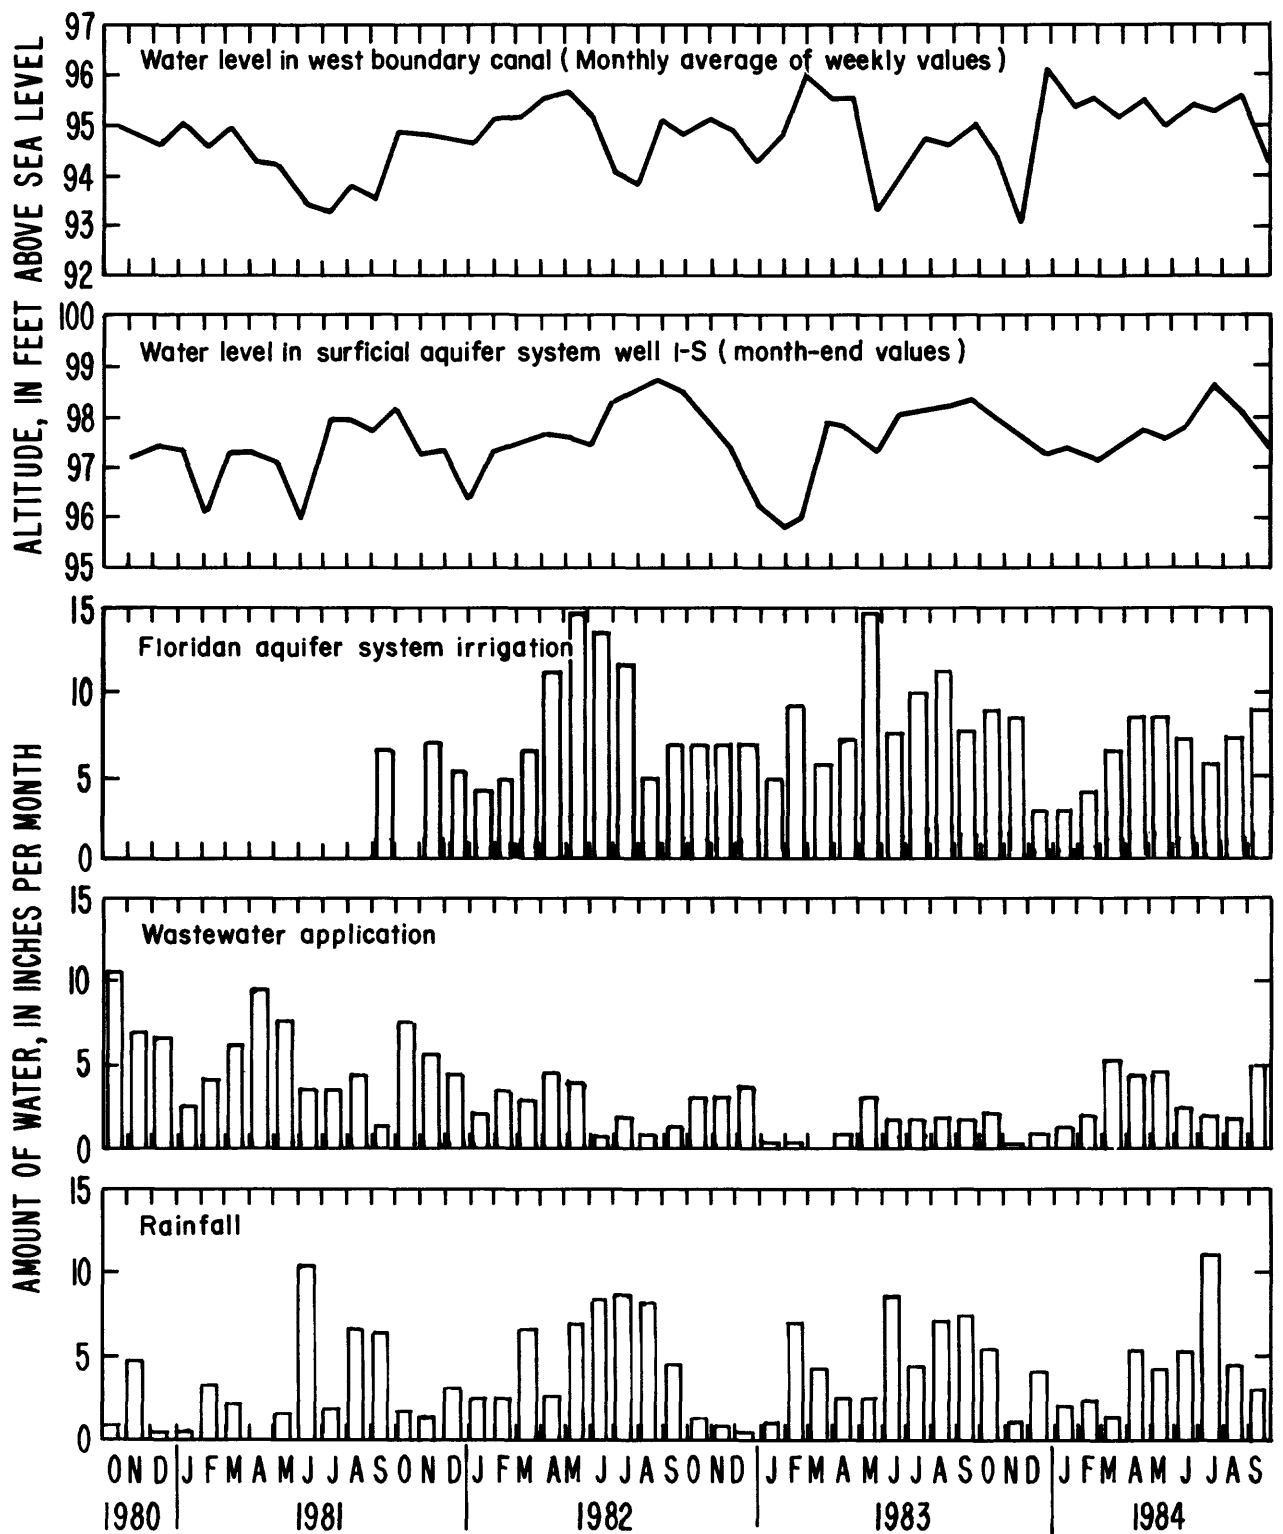 ALTITUDE, IN FEET ABOVE SEA LEVEL
97
96
95
94
93
92
Water level in west boundary canal (Monthly average of weekly values)
100
99
98
97
96
95
Water level in surficial aquifer system well I-S (month-end values)
AMOUNT OF WATER, IN INCHES PER MONTH
15
10
5
0
Floridan aquifer system irrigation
15
10
5
0
Wastewater application
15
10
5
0
Rainfall
O N D J F M A M J J A S O N D J F M A M J J A S O N D J F M A M J J A S O N D J F M A M J J A S
1980 1981 1982 1983 1984